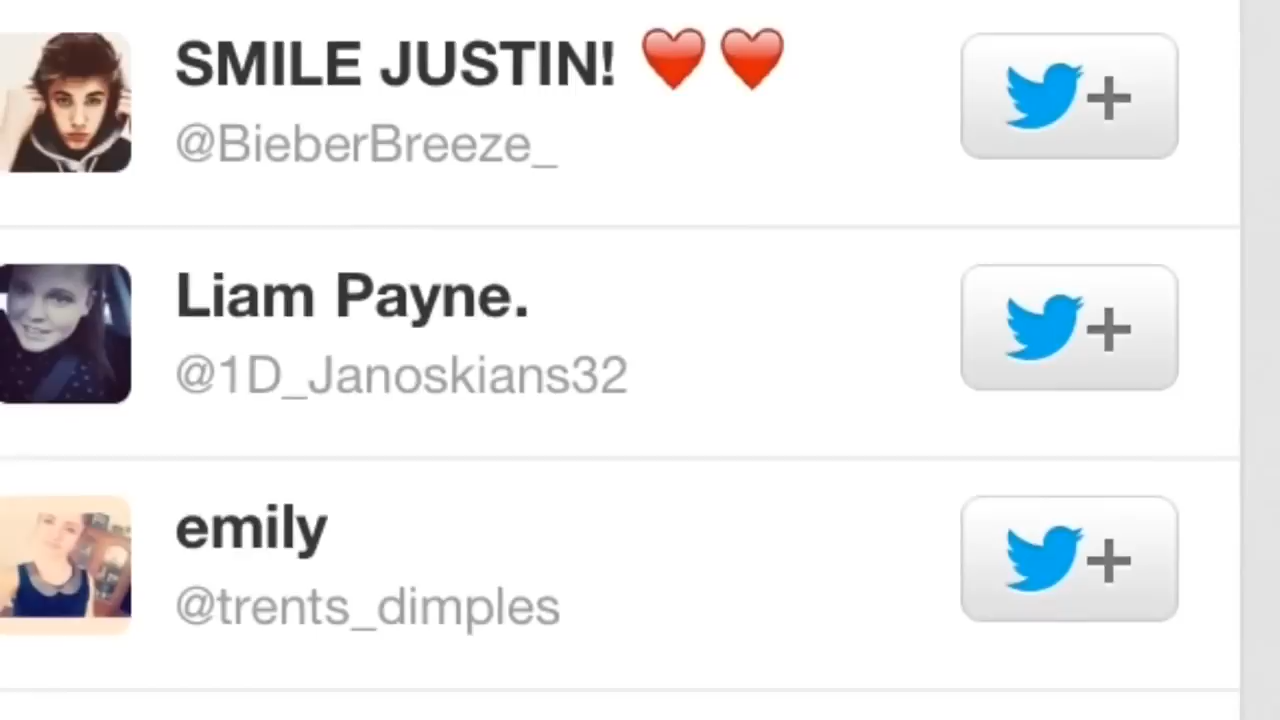 SMILE JUSTIN! ❤️ ❤️
@BieberBreeze_
Liam Payne.
@1D_Janoskians32
emily
@trents_dimples